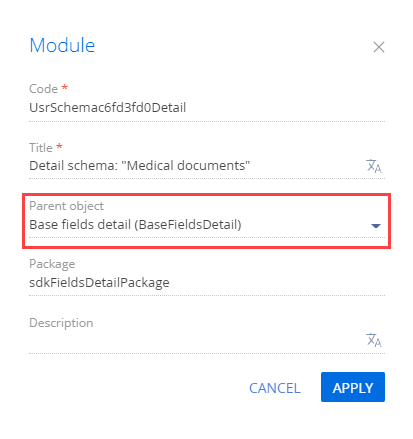 Module
Code *
UsrSchemac6fd3fd0Detail
Title *
Detail schema: "Medical documents"
Parent object
Base fields detail (BaseFieldsDetail)
Package
sdkFieldsDetailPackage
Description
CANCEL APPLY